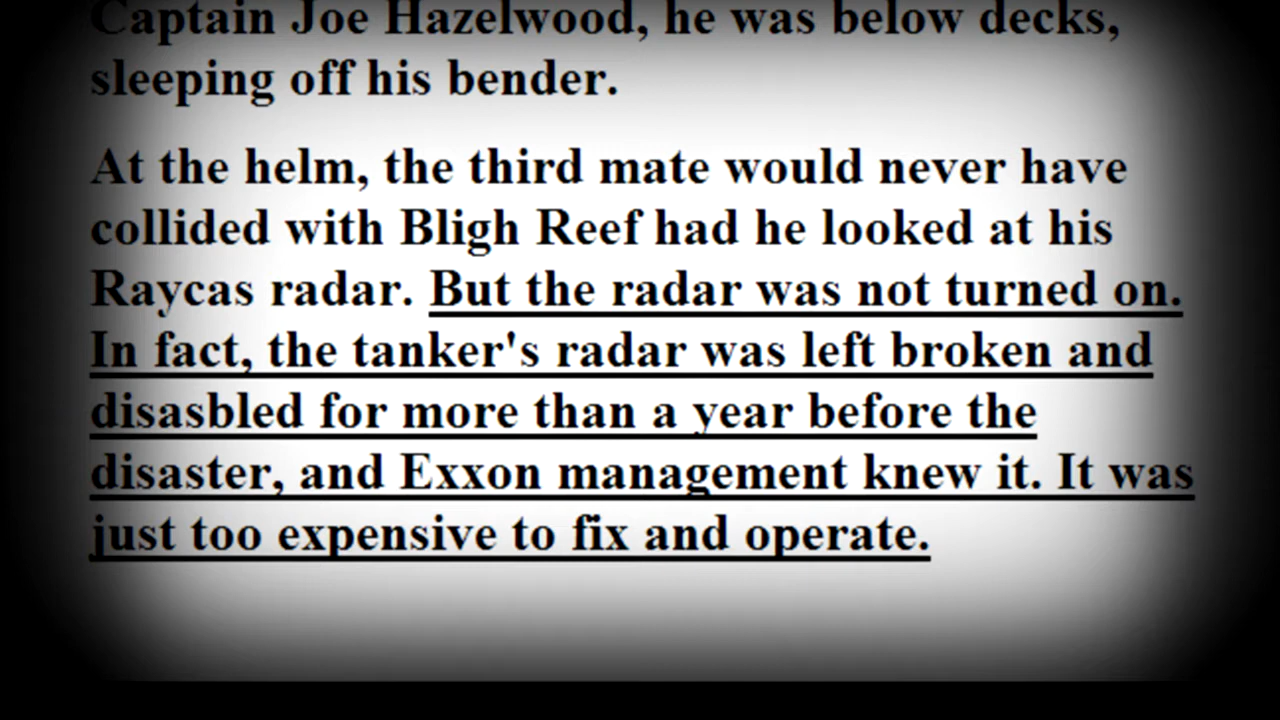 Captain Joe Hazelwood, he was below decks,
sleeping off his bender.
At the helm, the third mate would never have
collided with Bligh Reef had he looked at his
Raycas radar. But the radar was not turned on.
In fact, the tanker's radar was left broken and
disasbled for more than a year before the
disaster, and Exxon management knew it. It was
just too expensive to fix and operate.